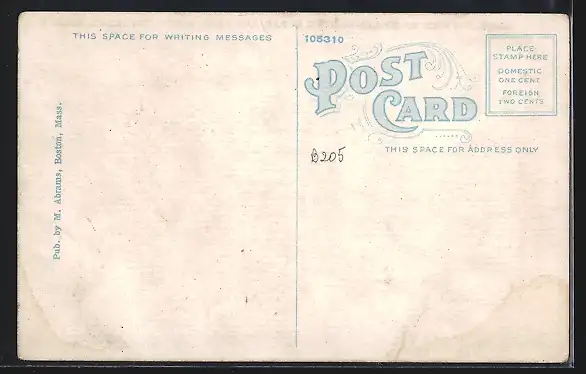 THIS SPACE FOR WRITING MESSAGES
105310
POST
CARD
PLACE
STAMP HERE
DOMESTIC
ONE CENT
FOREIGN
TWO CENTS
THIS SPACE FOR ADDRESS ONLY
B205
Pub. by M. Abrams, Boston, Mass.